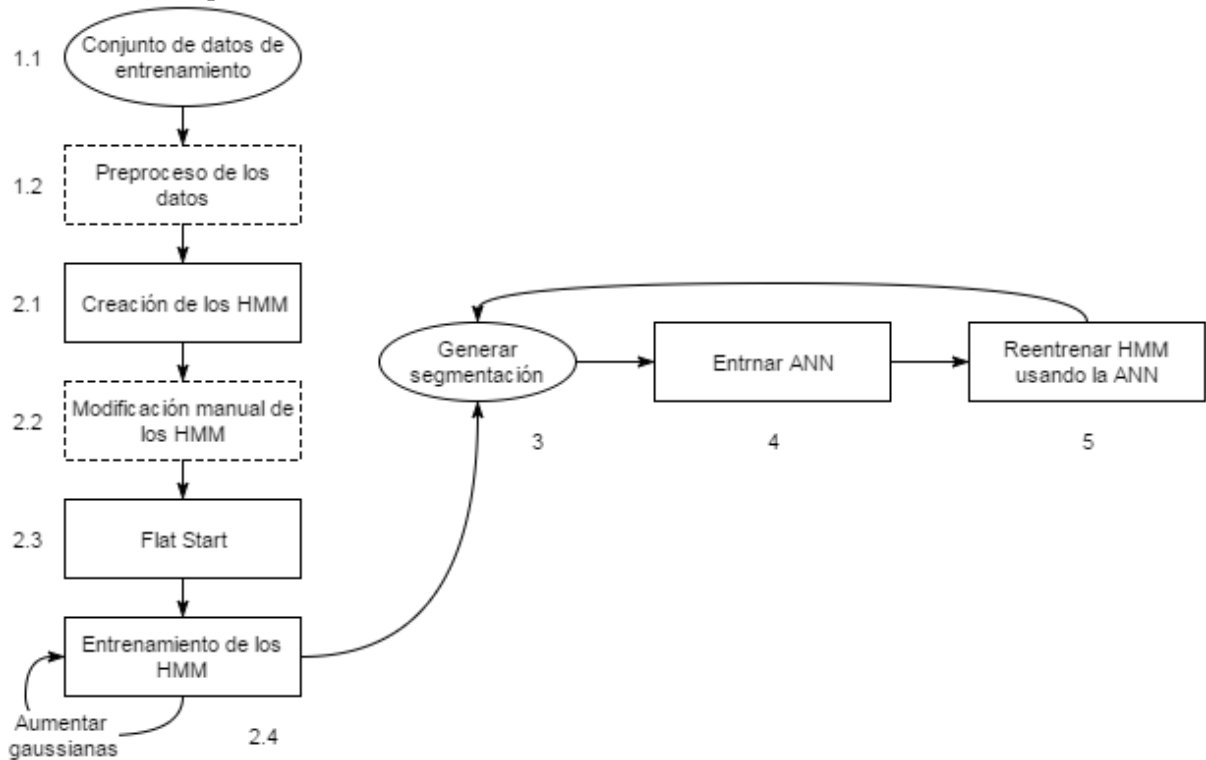 1.1
Conjunto de datos de
entrenamiento
1.2
Preproceso de los
datos
2.1
Creación de los HMM
2.2
Modificación manual de
los HMM
2.3
Flat Start
Entrenamiento de los
HMM
Aumentar
gaussianas
2.4
Generar
segmentación
3
Entrnar ANN
4
Reentrenar HMM
usando la ANN
5